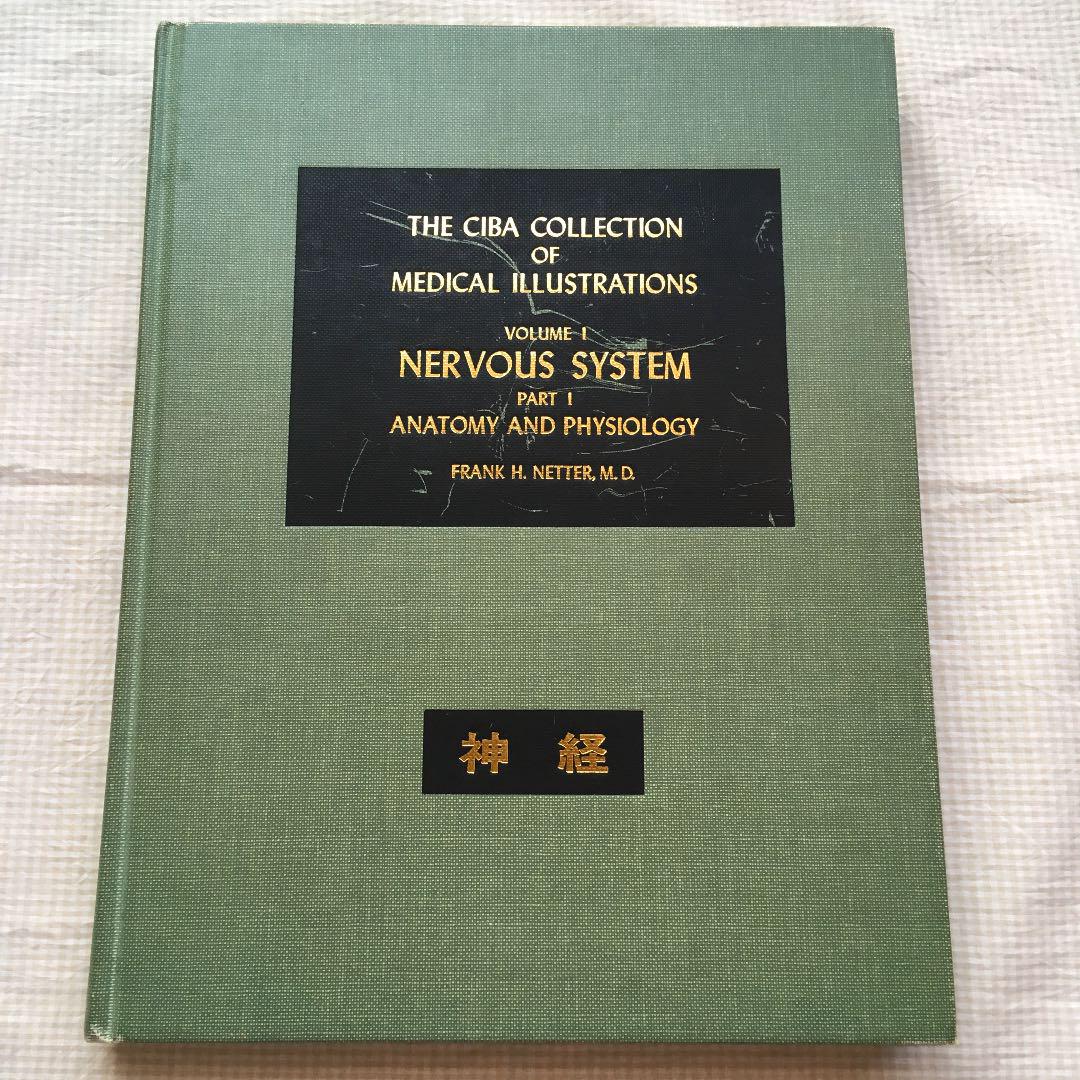 THE CIBA COLLECTION
OF
MEDICAL ILLUSTRATIONS
VOLUME I
NERVOUS SYSTEM
PART I
ANATOMY AND PHYSIOLOGY
FRANK H. NETTER, M. D.
神 経